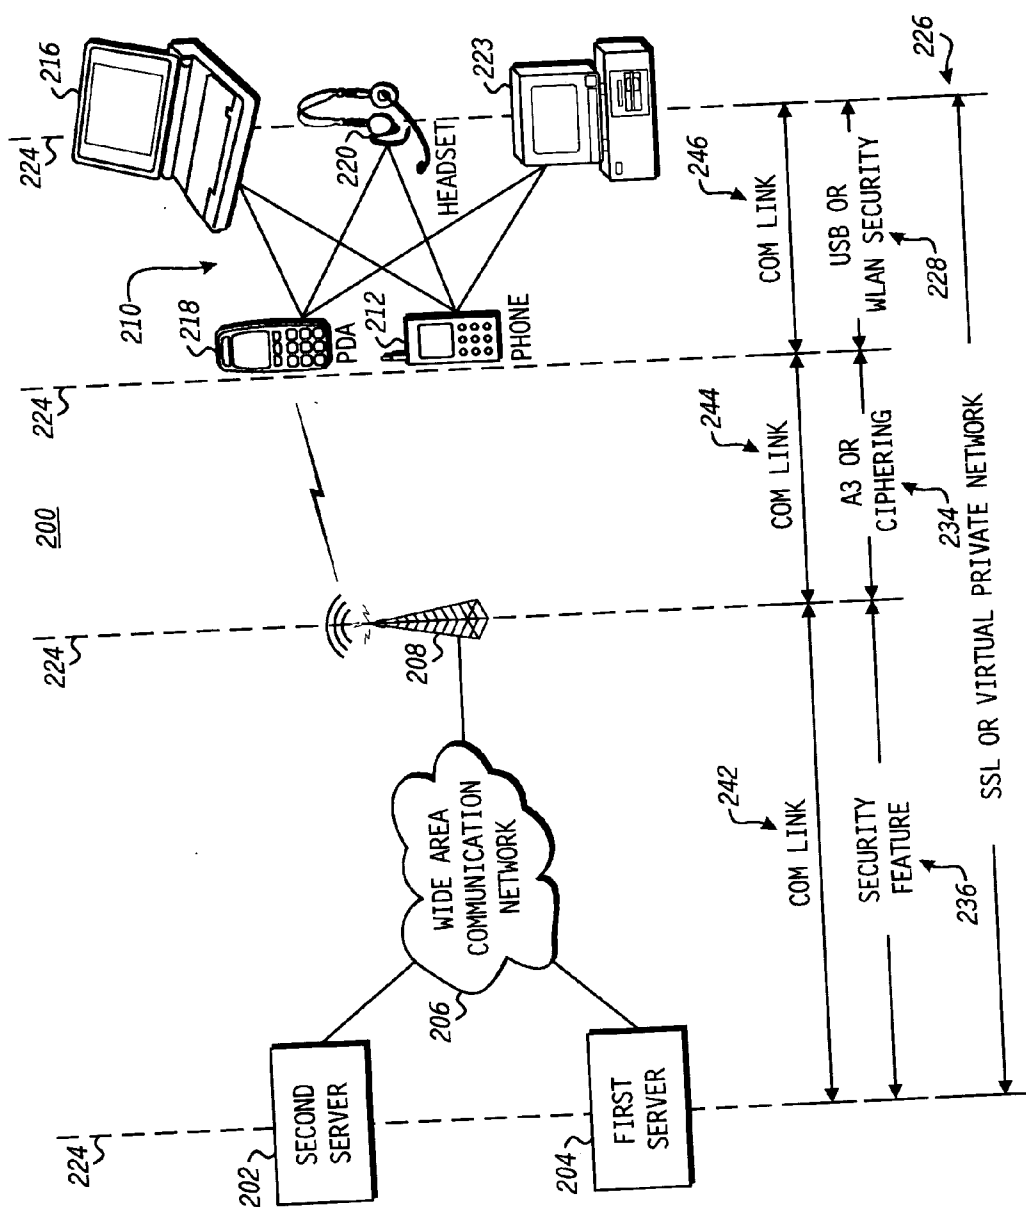 200
224
224
224
224
210
216
218
PDA
212
PHONE
220
HEADSET
223
208
WIDE AREA
COMMUNICATION
NETWORK
206
SECOND
SERVER
202
FIRST
SERVER
204
242
COM LINK
244
COM LINK
246
COM LINK
SECURITY
FEATURE
236
A3 OR
CIPHERING
234
USB OR
WLAN SECURITY
228
SSL OR VIRTUAL PRIVATE NETWORK
226